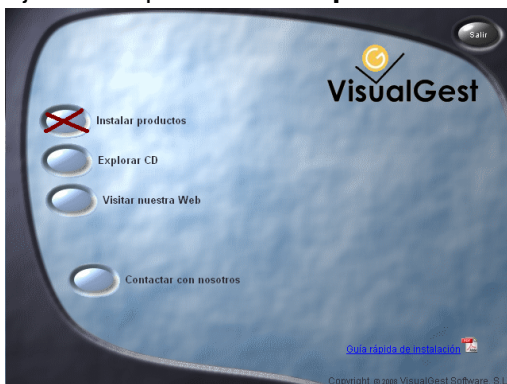 Salir
VisualGest
Instalar productos
Explorar CD
Visitar nuestra Web
Contactar con nosotros
Guía rápida de instalación
Copyright @ 2008 VisualGest Software, S.L